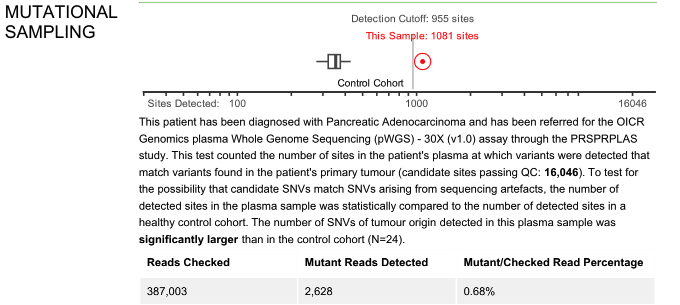 MUTATIONAL
SAMPLING
Detection Cutoff: 955 sites
This Sample: 1081 sites
Control Cohort
Sites Detected: 100 1000 16046
This patient has been diagnosed with Pancreatic Adenocarcinoma and has been referred for the OICR
Genomics plasma Whole Genome Sequencing (pWGS) - 30X (v1.0) assay through the PRSPRPLAS
study. This test counted the number of sites in the patient's plasma at which variants were detected that
match variants found in the patient's primary tumour (candidate sites passing QC: 16,046). To test for
the possibility that candidate SNVs match SNVs arising from sequencing artefacts, the number of
detected sites in the plasma sample was statistically compared to the number of detected sites in a
healthy control cohort. The number of SNVs of tumour origin detected in this plasma sample was
significantly larger than in the control cohort (N=24).
Reads Checked Mutant Reads Detected Mutant/Checked Read Percentage
387,003 2,628 0.68%